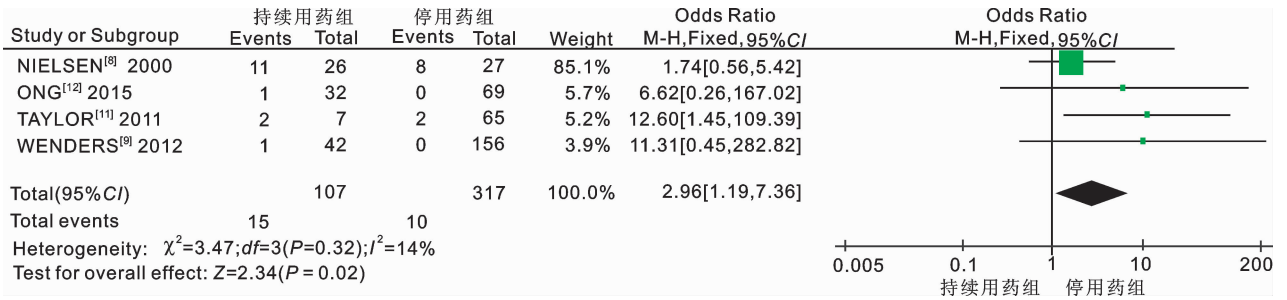 持续用药组 停用药组 Odds Ratio Odds Ratio
Study or Subgroup Events Total Events Total Weight M-H,Fixed,95%CI M-H,Fixed,95%CI
NIELSEN[8] 2000 11 26 8 27 85.1% 1.74[0.56,5.42]
ONG[12] 2015 1 32 0 69 5.7% 6.62[0.26,167.02]
TAYLOR[11] 2011 2 7 2 65 5.2% 12.60[1.45,109.39]
WENDERS[9] 2012 1 42 0 156 3.9% 11.31[0.45,282.82]
Total(95%CI) 107 317 100.0% 2.96[1.19,7.36]
Total events 15 10
Heterogeneity: χ²=3.47;df=3(P=0.32);I²=14%
Test for overall effect: Z=2.34(P = 0.02)
0.005 0.1 1 10 200
持续用药组 停用药组